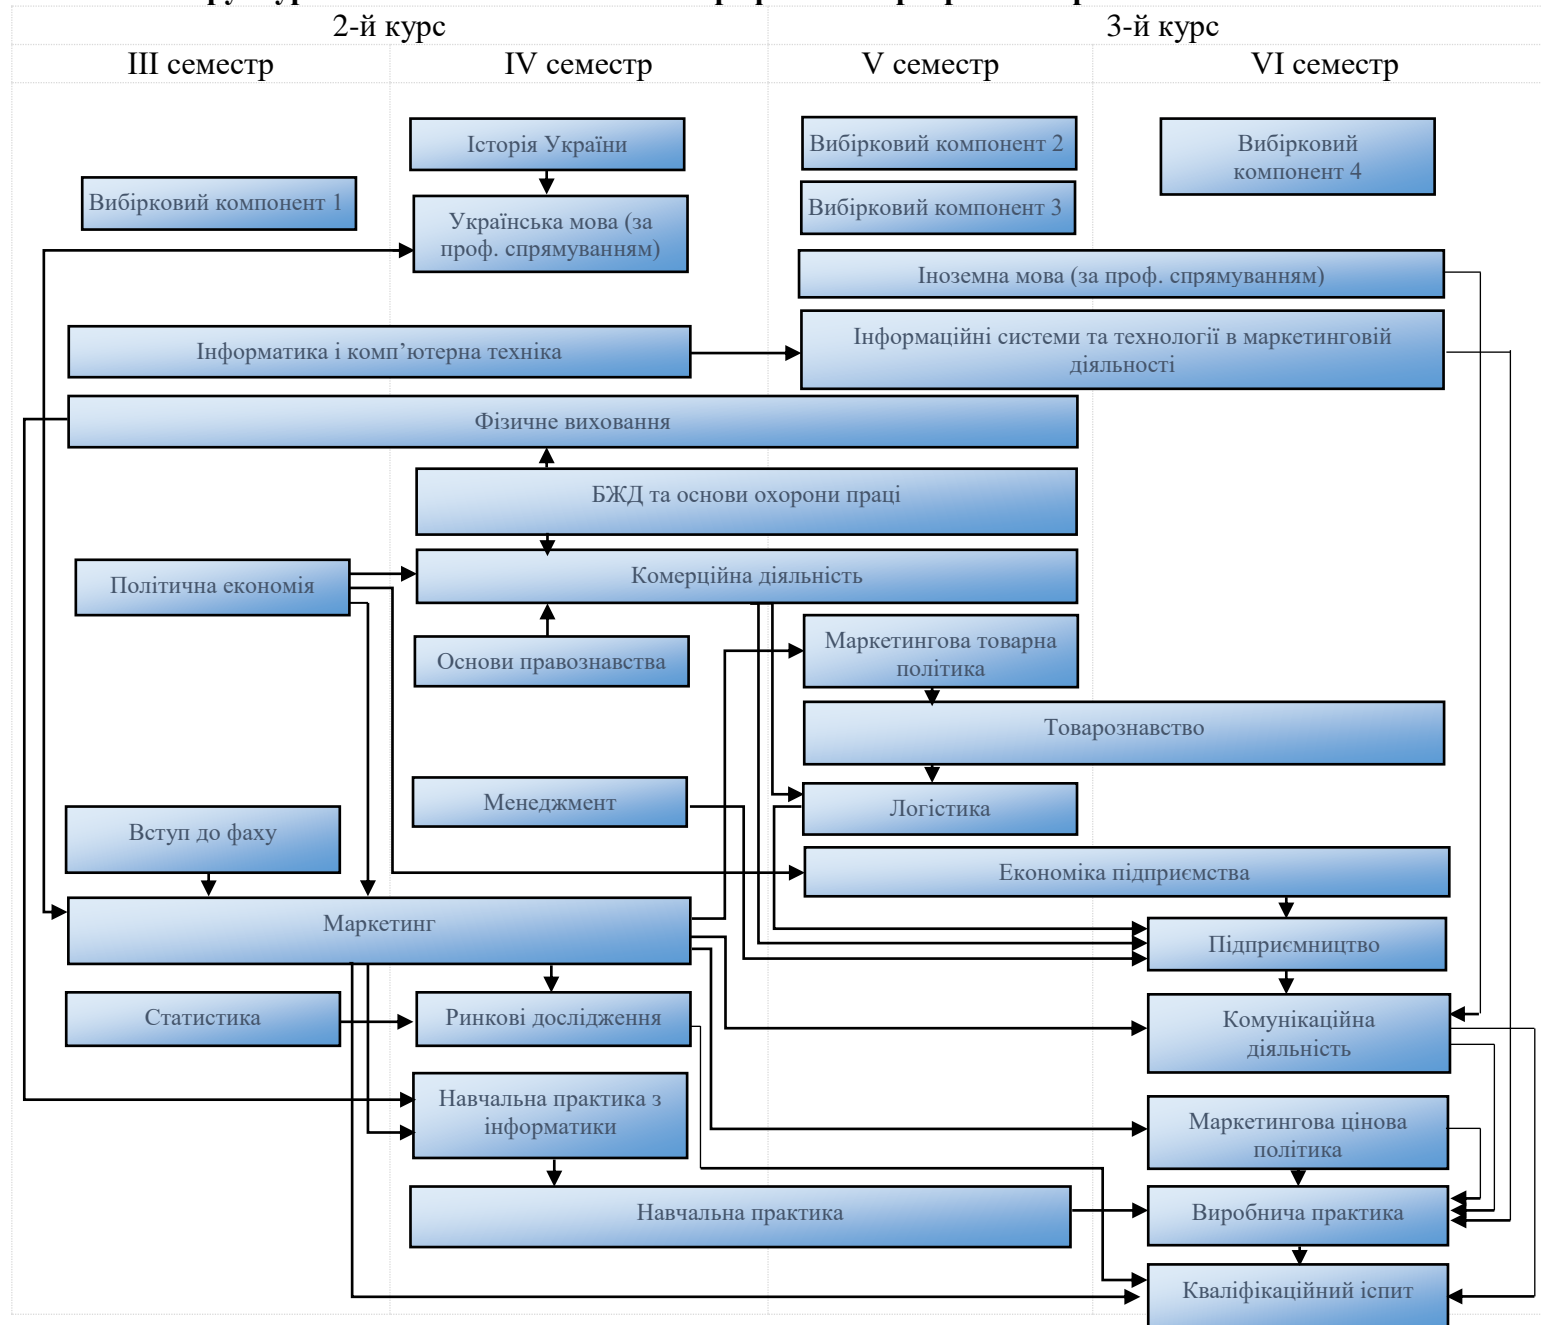 2-й курс
3-й курс
III семестр
IV семестр
V семестр
VI семестр
Історія України
Вибірковий компонент 2
Вибірковий
компонент 4
Вибірковий компонент 1
Українська мова (за
проф. спрямуванням)
Вибірковий компонент 3
Іноземна мова (за проф. спрямуванням)
Інформатика і комп’ютерна техніка
Інформаційні системи та технології в маркетинговій
діяльності
Фізичне виховання
БЖД та основи охорони праці
Політична економія
Комерційна діяльність
Основи правознавства
Маркетингова товарна
політика
Товарознавство
Менеджмент
Логістика
Вступ до фаху
Економіка підприємства
Маркетинг
Підприємництво
Статистика
Ринкові дослідження
Комунікаційна
діяльність
Навчальна практика з
інформатики
Маркетингова цінова
політика
Навчальна практика
Виробнича практика
Кваліфікаційний іспит